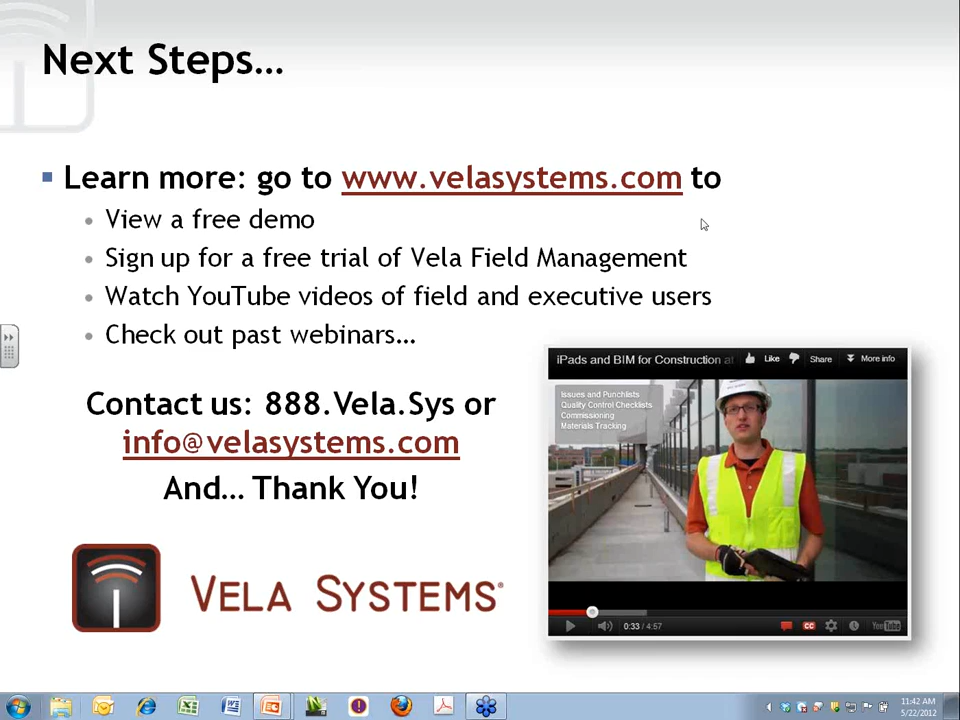 Next Steps…
Learn more: go to www.velasystems.com to
View a free demo
Sign up for a free trial of Vela Field Management
Watch YouTube videos of field and executive users
Check out past webinars…
Contact us: 888.Vela.Sys or
info@velasystems.com
And… Thank You!
VELA SYSTEMS®
iPads and BIM for Construction at
Like
Share
More info
Issues and Punchlists
Quality Control Checklists
Commissioning
Materials Tracking
0:33 / 4:57
CC
YouTube
11:42 AM
5/22/2012